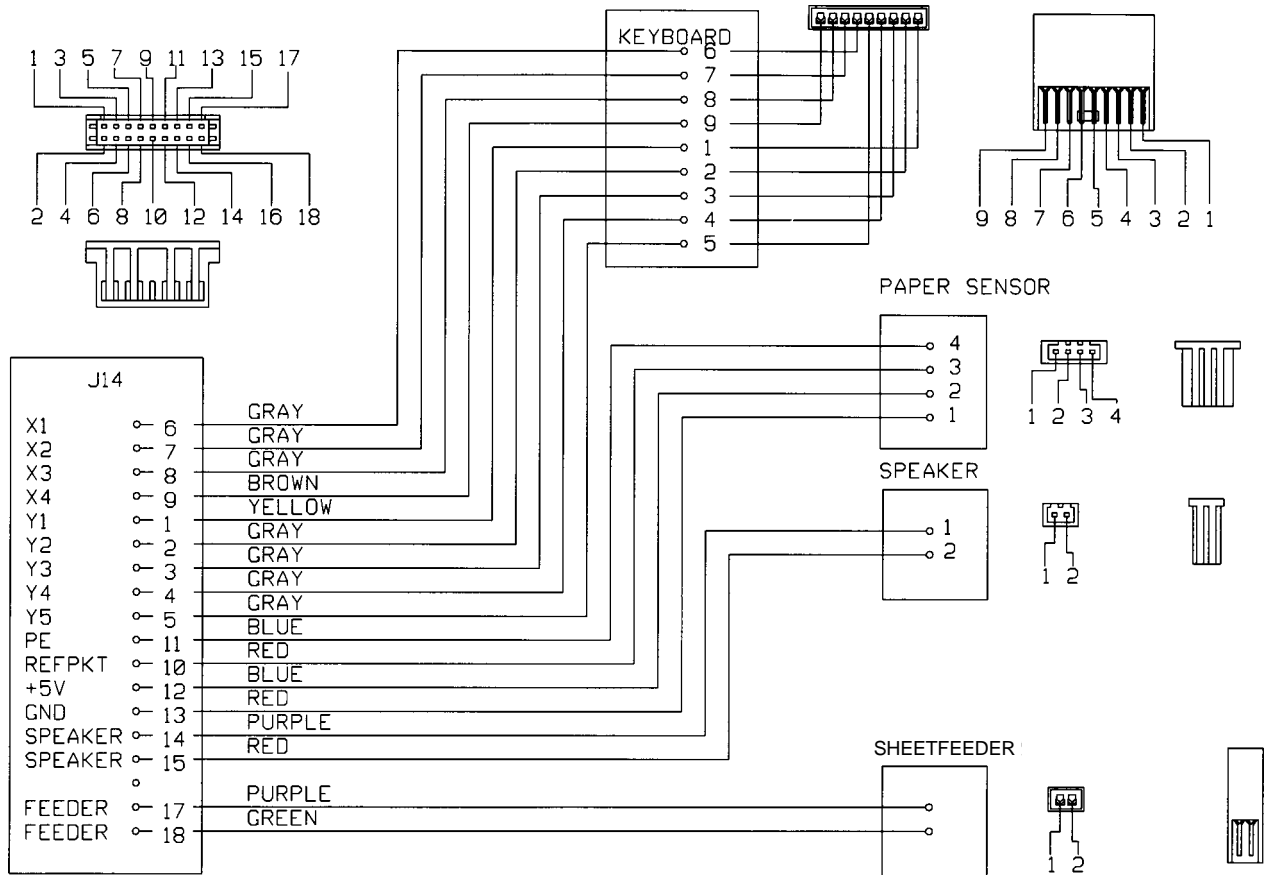 1 3 5 7 9 11 13 15 17
2 4 6 8 10 12 14 16 18
KEYBOARD
6
7
8
9
1
2
3
4
5
9 8 7 6 5 4 3 2 1
PAPER SENSOR
4
3
2
1
1 2 3 4
SPEAKER
1
2
1 2
SHEETFEEDER
1 2
J14
X1 6 GRAY
X2 7 GRAY
X3 8 GRAY
X4 9 BROWN
Y1 1 YELLOW
Y2 2 GRAY
Y3 3 GRAY
Y4 4 GRAY
Y5 5 GRAY
PE 11 BLUE
REFPKT 10 RED
+5V 12 BLUE
GND 13 RED
SPEAKER 14 PURPLE
SPEAKER 15 RED
FEEDER 17 PURPLE
FEEDER 18 GREEN